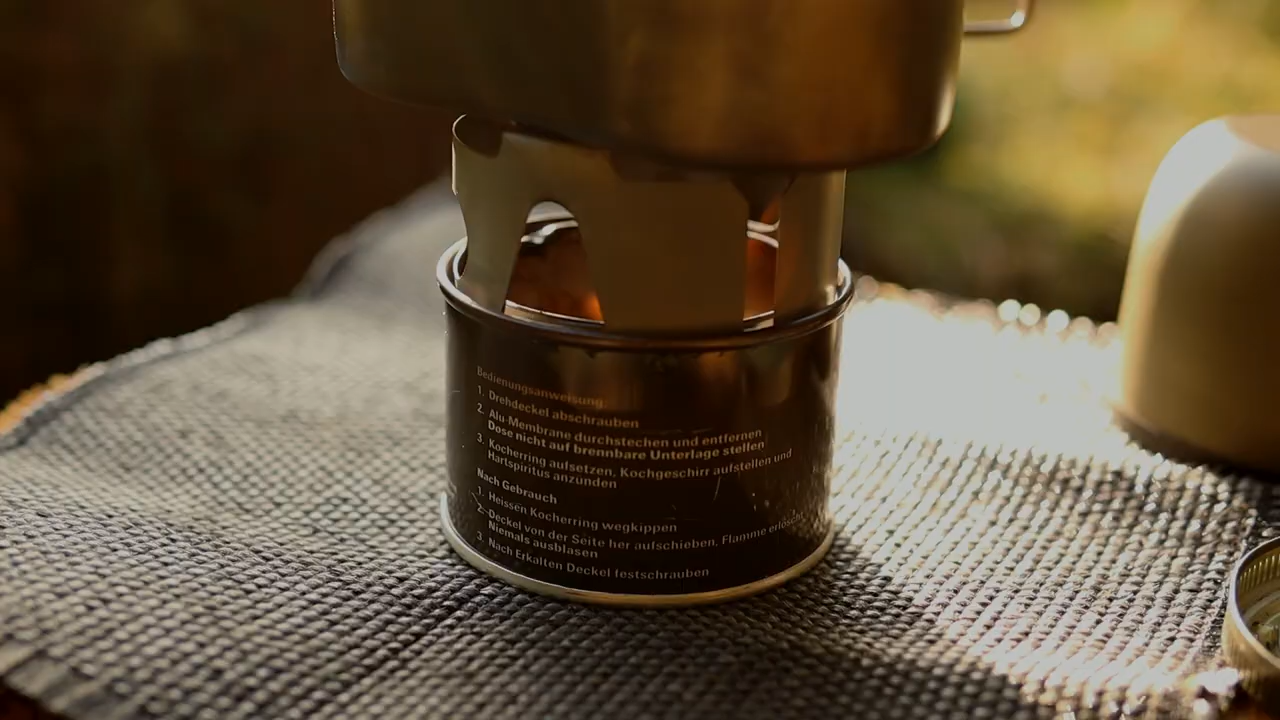 Bedienungsanweisung
1. Drehdeckel abschrauben
2. Alu-Membrane durchstechen und entfernen
Dose nicht auf brennbare Unterlage stellen
3. Kocherring aufsetzen, Kochgeschirr aufstellen und
Hartspiritus anzünden
Nach Gebrauch
1. Heissen Kocherring wegkippen
2. Deckel von der Seite her aufschieben, Flamme erlöscht
Niemals ausblasen
3. Nach Erkalten Deckel festschrauben